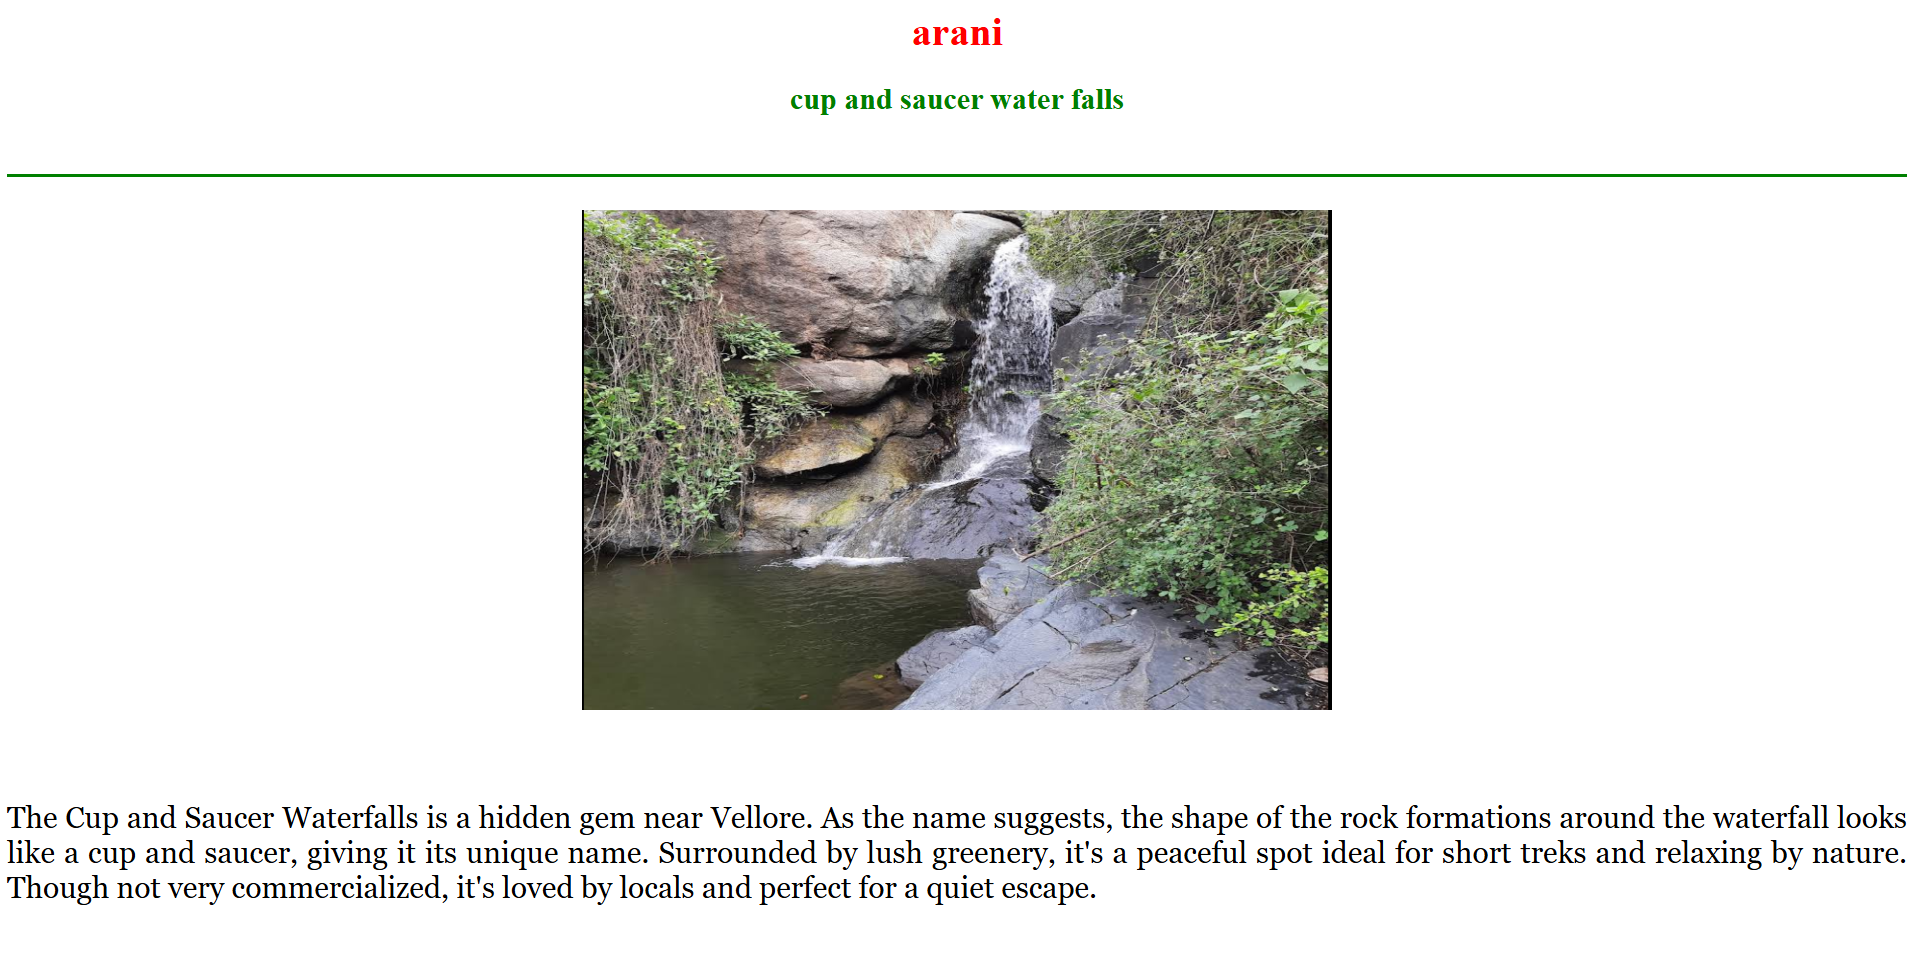 arani
cup and saucer water falls
The Cup and Saucer Waterfalls is a hidden gem near Vellore. As the name suggests, the shape of the rock formations around the waterfall looks
like a cup and saucer, giving it its unique name. Surrounded by lush greenery, it's a peaceful spot ideal for short treks and relaxing by nature.
Though not very commercialized, it's loved by locals and perfect for a quiet escape.